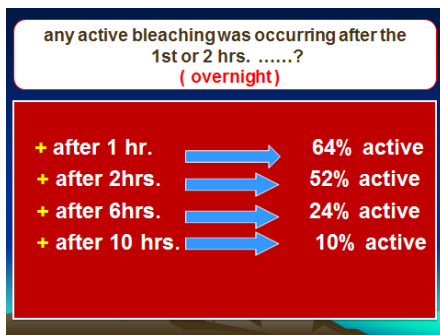 any active bleaching was occurring after the
1st or 2 hrs. ......?
( overnight)
+ after 1 hr. 64% active
+ after 2hrs. 52% active
+ after 6hrs. 24% active
+ after 10 hrs. 10% active